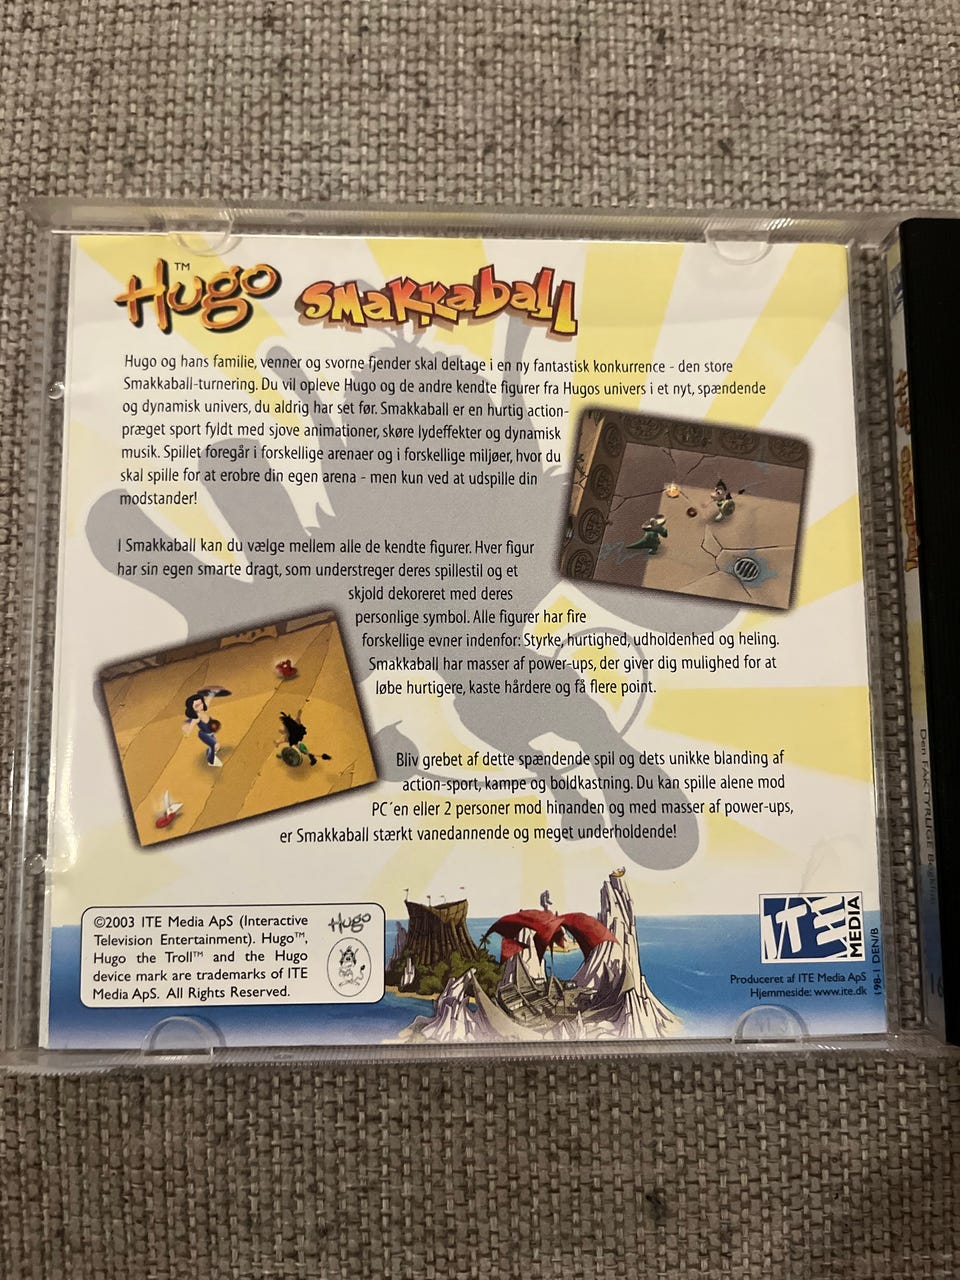 Hugo™ SMAKKABALL
Hugo og hans familie, venner og svorne fjender skal deltage i en ny fantastisk konkurrence - den store
Smakkaball-turnering. Du vil opleve Hugo og de andre kendte figurer fra Hugos univers i et nyt, spændende
og dynamisk univers, du aldrig har set før. Smakkaball er en hurtig action-
præget sport fyldt med sjove animationer, skøre lydeffekter og dynamisk
musik. Spillet foregår i forskellige arenaer og i forskellige miljøer, hvor du
skal spille for at erobre din egen arena - men kun ved at udspille din
modstander!
I Smakkaball kan du vælge mellem alle de kendte figurer. Hver figur
har sin egen smarte dragt, som understreger deres spillestil og et
skjold dekoreret med deres
personlige symbol. Alle figurer har fire
forskellige evner indenfor: Styrke, hurtighed, udholdenhed og heling.
Smakkaball har masser af power-ups, der giver dig mulighed for at
løbe hurtigere, kaste hårdere og få flere point.
Bliv grebet af dette spændende spil og dets unikke blanding af
action-sport, kampe og boldkastning. Du kan spille alene mod
PC´en eller 2 personer mod hinanden og med masser af power-ups,
er Smakkaball stærkt vanedannende og meget underholdende!
©2003 ITE Media ApS (Interactive
Television Entertainment). Hugo™,
Hugo the Troll™ and the Hugo
device mark are trademarks of ITE
Media ApS. All Rights Reserved.
Hugo
ITE MEDIA
Produceret af ITE Media ApS
Hjemmeside: www.ite.dk
198-1 DEN/B
Hugo SMAKKABALL
Den